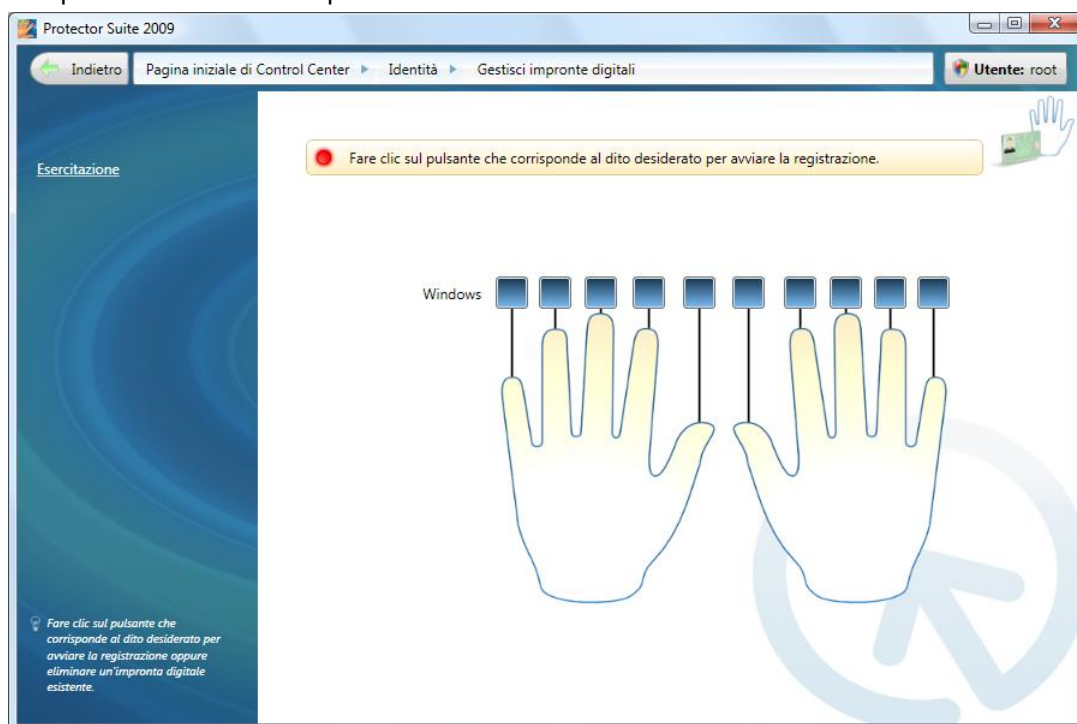 Protector Suite 2009
Indietro Pagina iniziale di Control Center Identità Gestisci impronte digitali Utente: root
Esercitazione
Fare clic sul pulsante che corrisponde al dito desiderato per avviare la registrazione.
Windows
Fare clic sul pulsante che
corrisponde al dito desiderato per
avviare la registrazione oppure
eliminare un'impronta digitale
esistente.